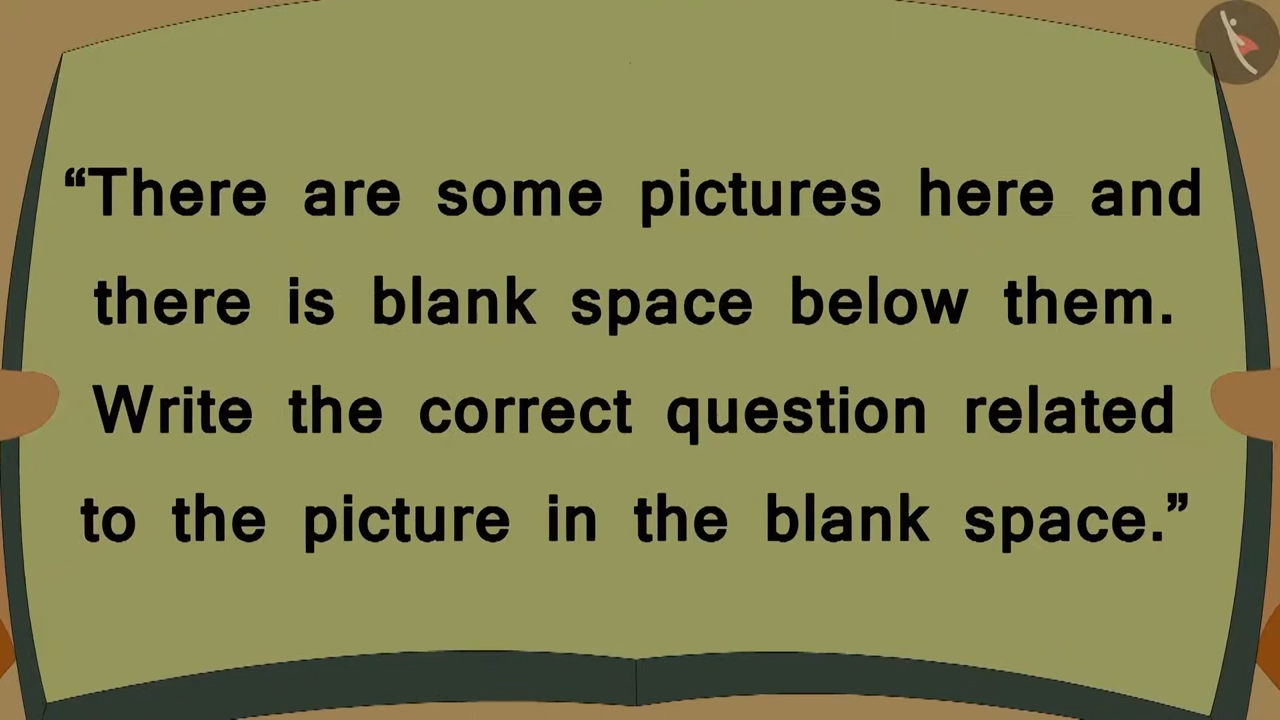 “There are some pictures here and
there is blank space below them.
Write the correct question related
to the picture in the blank space.”